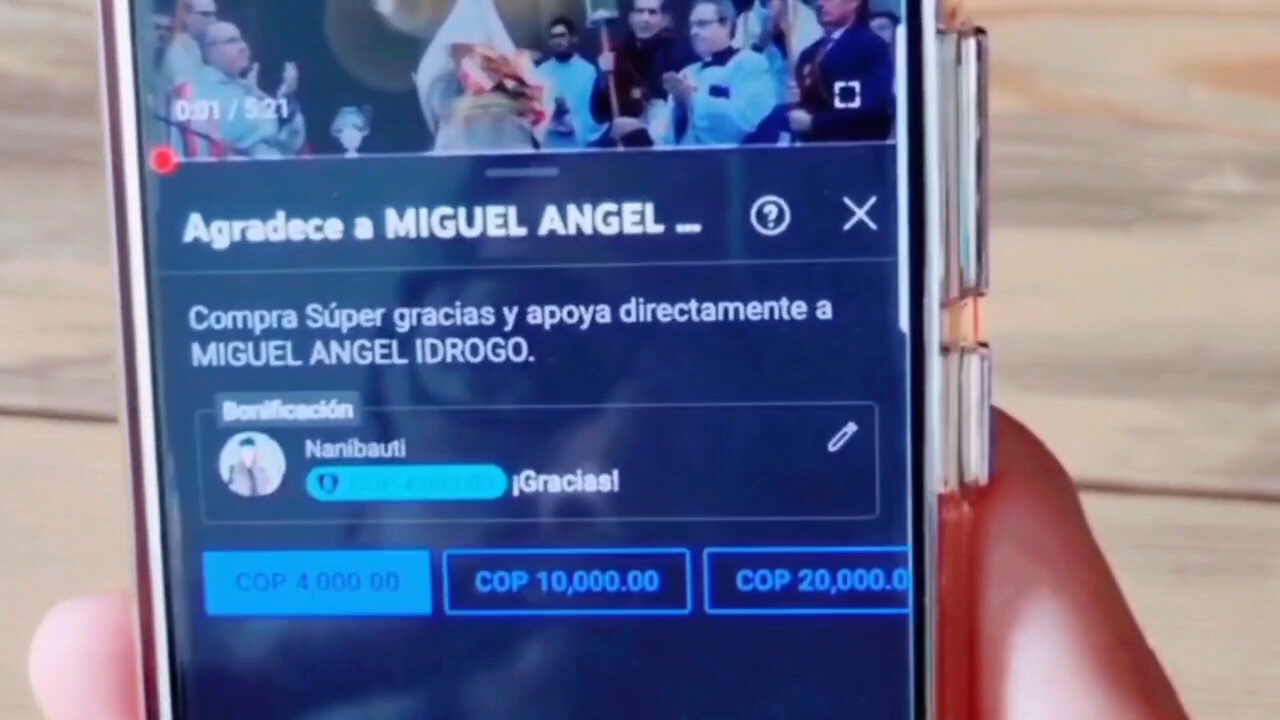 0:01 / 5:21
Agradece a MIGUEL ANGEL ...
Compra Súper gracias y apoya directamente a
MIGUEL ANGEL IDROGO.
Bonificación
Nanibauti
¡Gracias!
COP 4,000.00 COP 10,000.00 COP 20,000.0